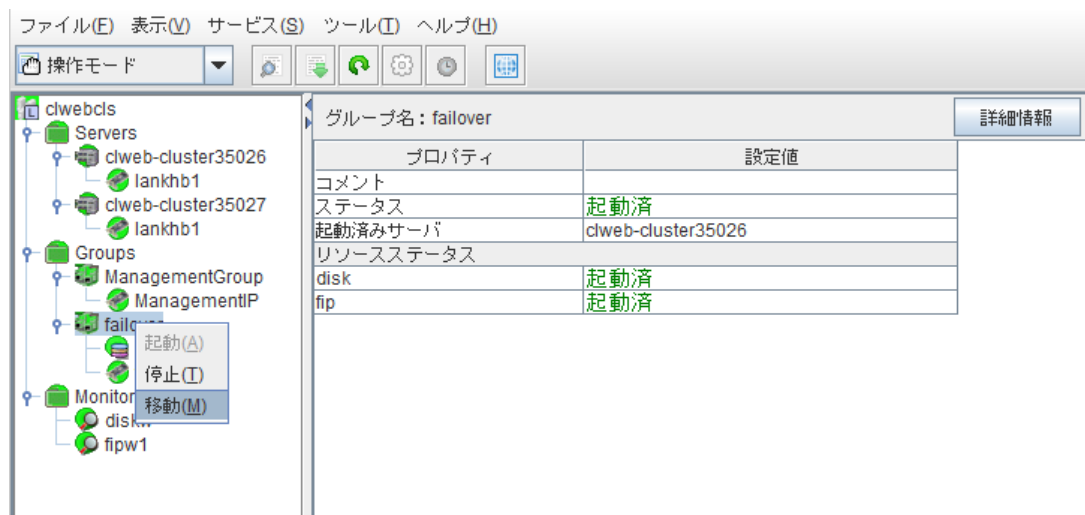 ファイル(F) 表示(V) サービス(S) ツール(T) ヘルプ(H)
操作モード
clwebcls
Servers
clweb-cluster35026
lankhb1
clweb-cluster35027
lankhb1
Groups
ManagementGroup
ManagementIP
failover
起動(A)
停止(T)
移動(M)
Monitor
diskw
fipw1
グループ名 : failover
詳細情報
プロパティ 設定値
コメント
ステータス 起動済
起動済みサーバ clweb-cluster35026
リソースステータス
disk 起動済
fip 起動済